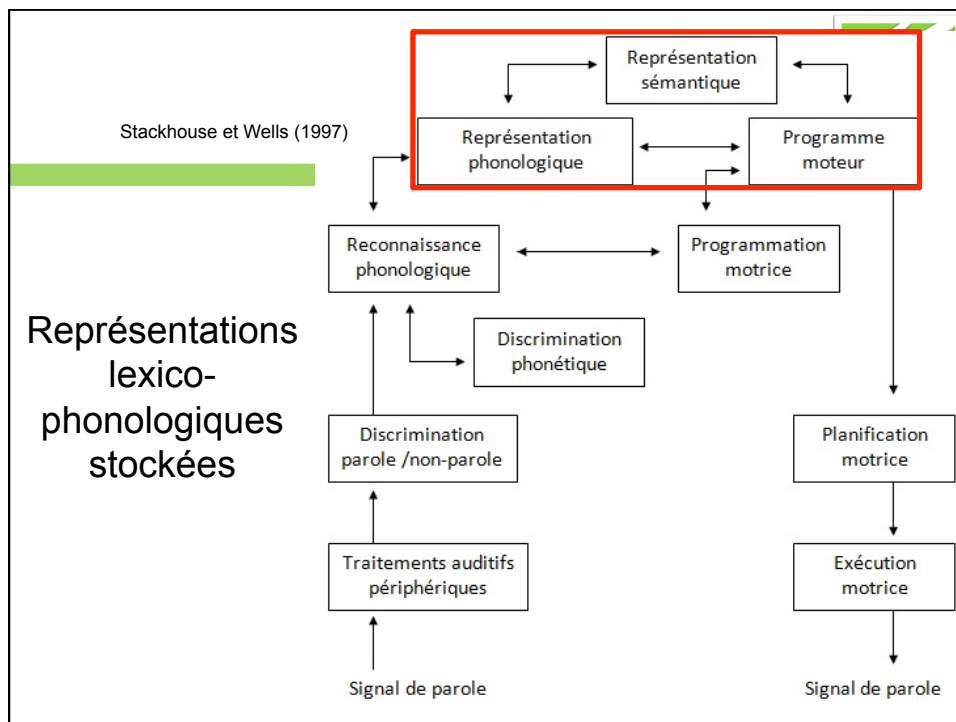 Représentation
sémantique
Stackhouse et Wells (1997)
Représentation
phonologique
Programme
moteur
Reconnaissance
phonologique
Programmation
motrice
Représentations
lexico-
phonologiques
stockées
Discrimination
phonétique
Discrimination
parole /non-parole
Planification
motrice
Traitements auditifs
périphériques
Exécution
motrice
Signal de parole
Signal de parole